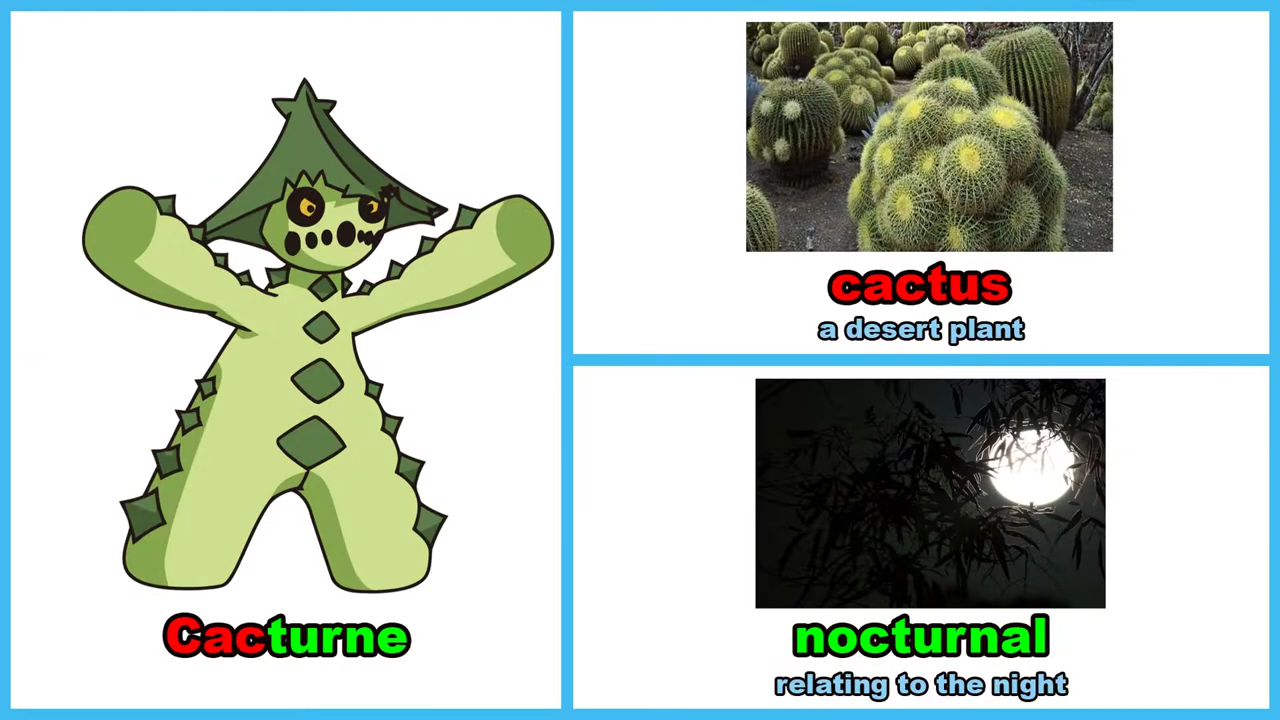 Cacturne
cactus
a desert plant
nocturnal
relating to the night